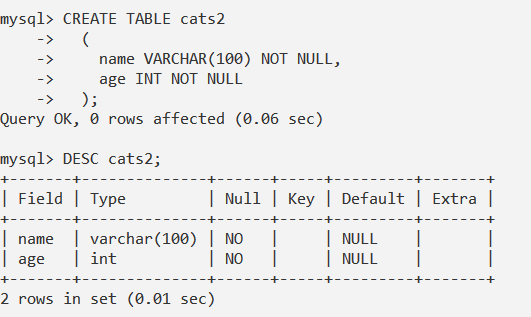 mysql> CREATE TABLE cats2
    ->   (
    ->     name VARCHAR(100) NOT NULL,
    ->     age INT NOT NULL
    ->   );
Query OK, 0 rows affected (0.06 sec)

mysql> DESC cats2;
+-------+--------------+------+-----+---------+-------+
| Field | Type         | Null | Key | Default | Extra |
+-------+--------------+------+-----+---------+-------+
| name  | varchar(100) | NO   |     | NULL    |       |
| age   | int          | NO   |     | NULL    |       |
+-------+--------------+------+-----+---------+-------+
2 rows in set (0.01 sec)